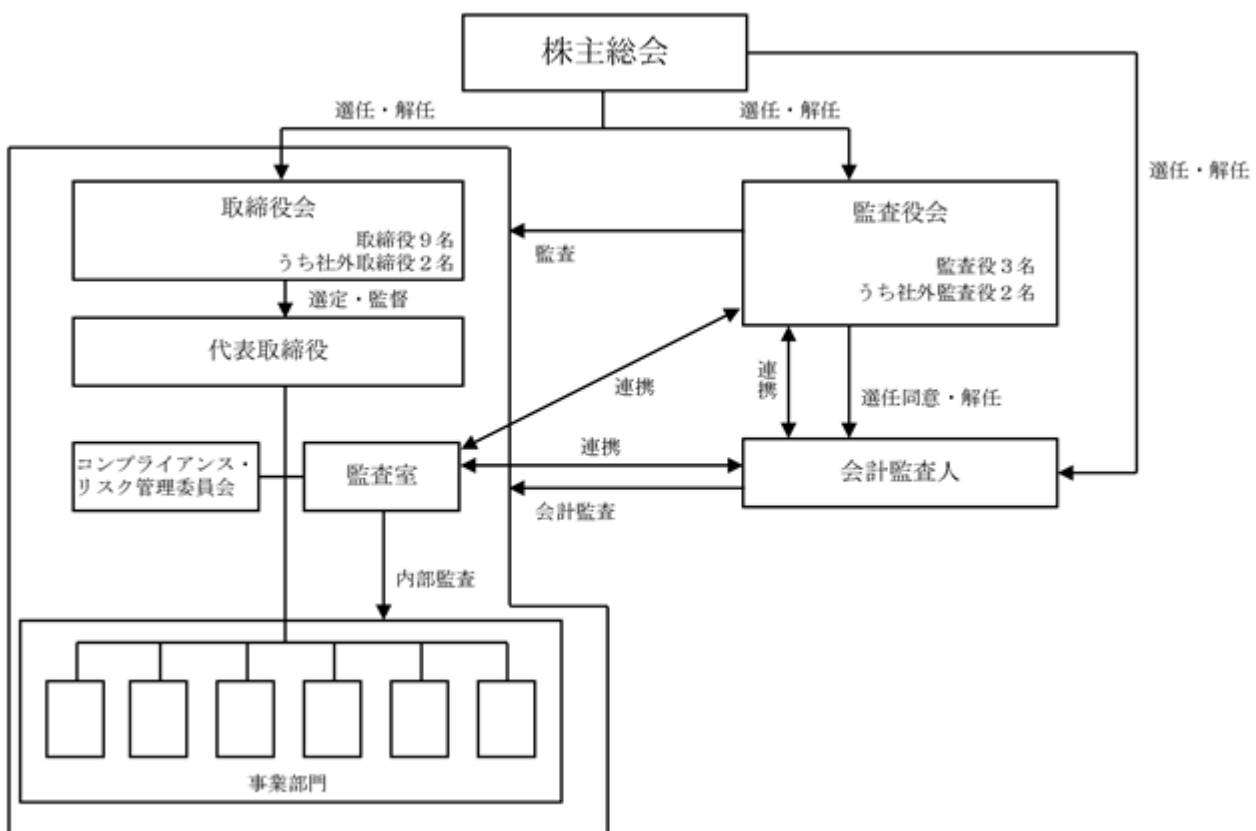 株主総会
選任・解任
選任・解任
選任・解任
取締役会
取締役9名
うち社外取締役2名
監査役会
監査役3名
うち社外監査役2名
監査
選定・監督
代表取締役
連携
連携
選任同意・解任
コンプライアンス・
リスク管理委員会
監査室
連携
会計監査人
会計監査
内部監査
事業部門